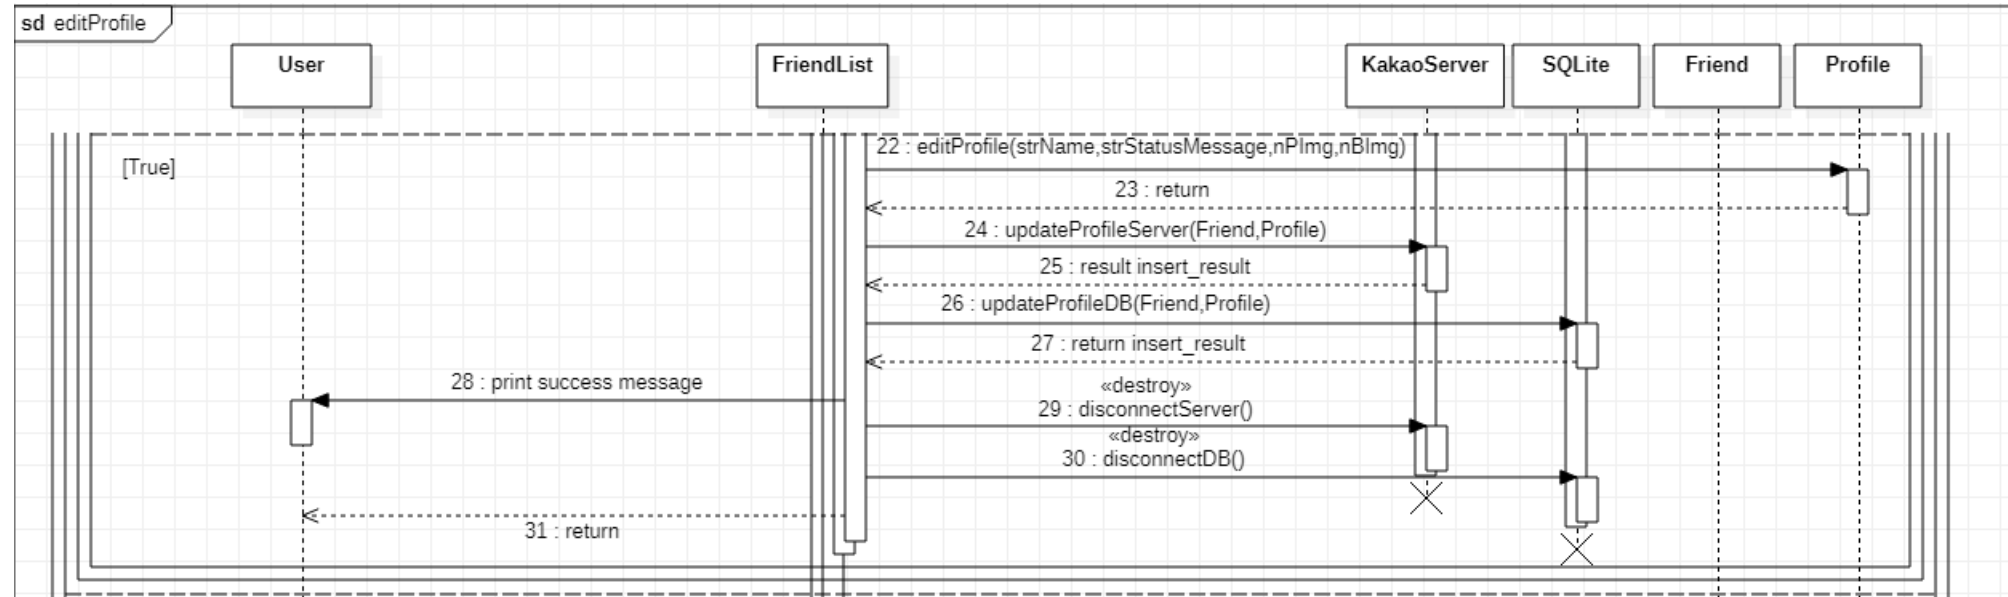 sd editProfile
User
FriendList
KakaoServer
SQLite
Friend
Profile
[True]
22 : editProfile(strName,strStatusMessage,nPImg,nBImg)
23 : return
24 : updateProfileServer(Friend,Profile)
25 : result insert_result
26 : updateProfileDB(Friend,Profile)
27 : return insert_result
28 : print success message
«destroy»
29 : disconnectServer()
«destroy»
30 : disconnectDB()
31 : return